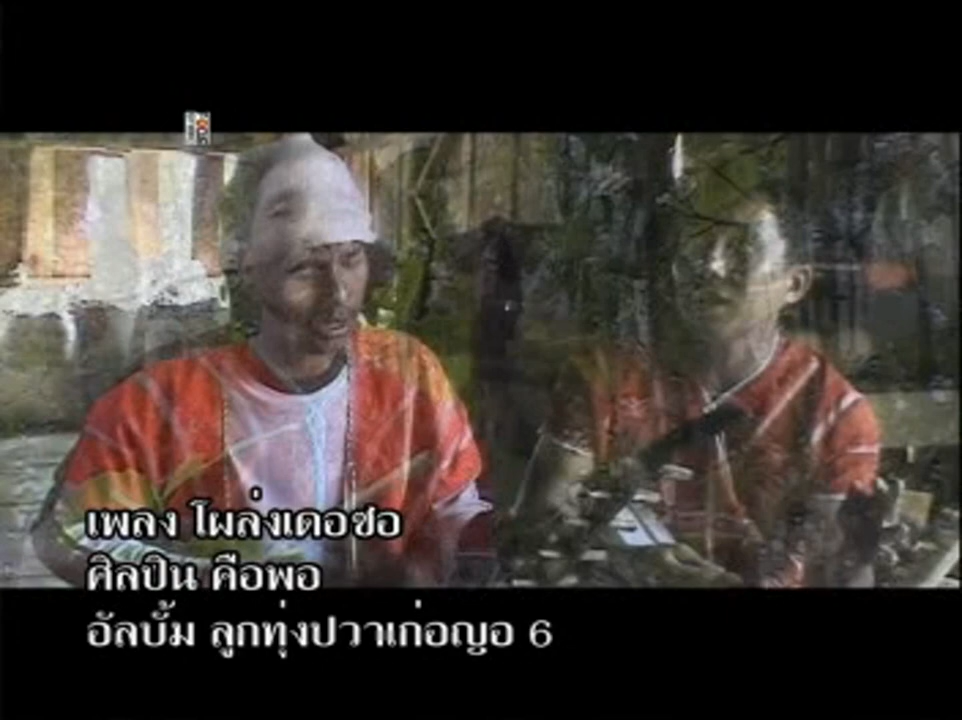 เพลง โผล่งเดอซอ
ศิลปิน คือพอ
อัลบั้ม ลูกทุ่งปวาเก่อญอ 6